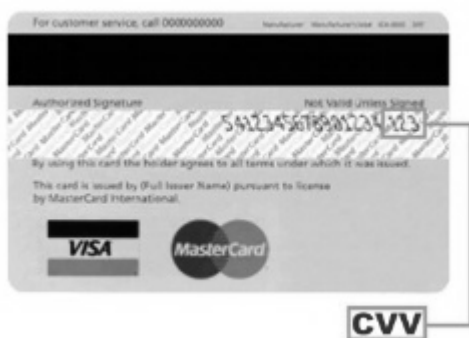 For customer service, call 0000000000
Authorized Signature Not Valid Unless Signed
5412345678901234 123
By using this card the holder agrees to all terms under which it was issued.
This card is issued by (Full Issuer Name) pursuant to license
by MasterCard International.
VISA MasterCard
CVV